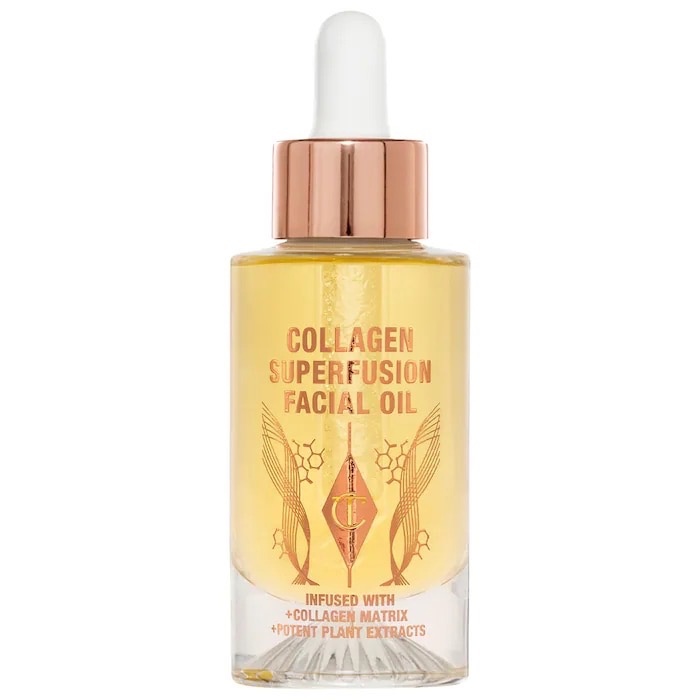 COLLAGEN
SUPERFUSION
FACIAL OIL
CT
INFUSED WITH
+COLLAGEN MATRIX
+POTENT PLANT EXTRACTS